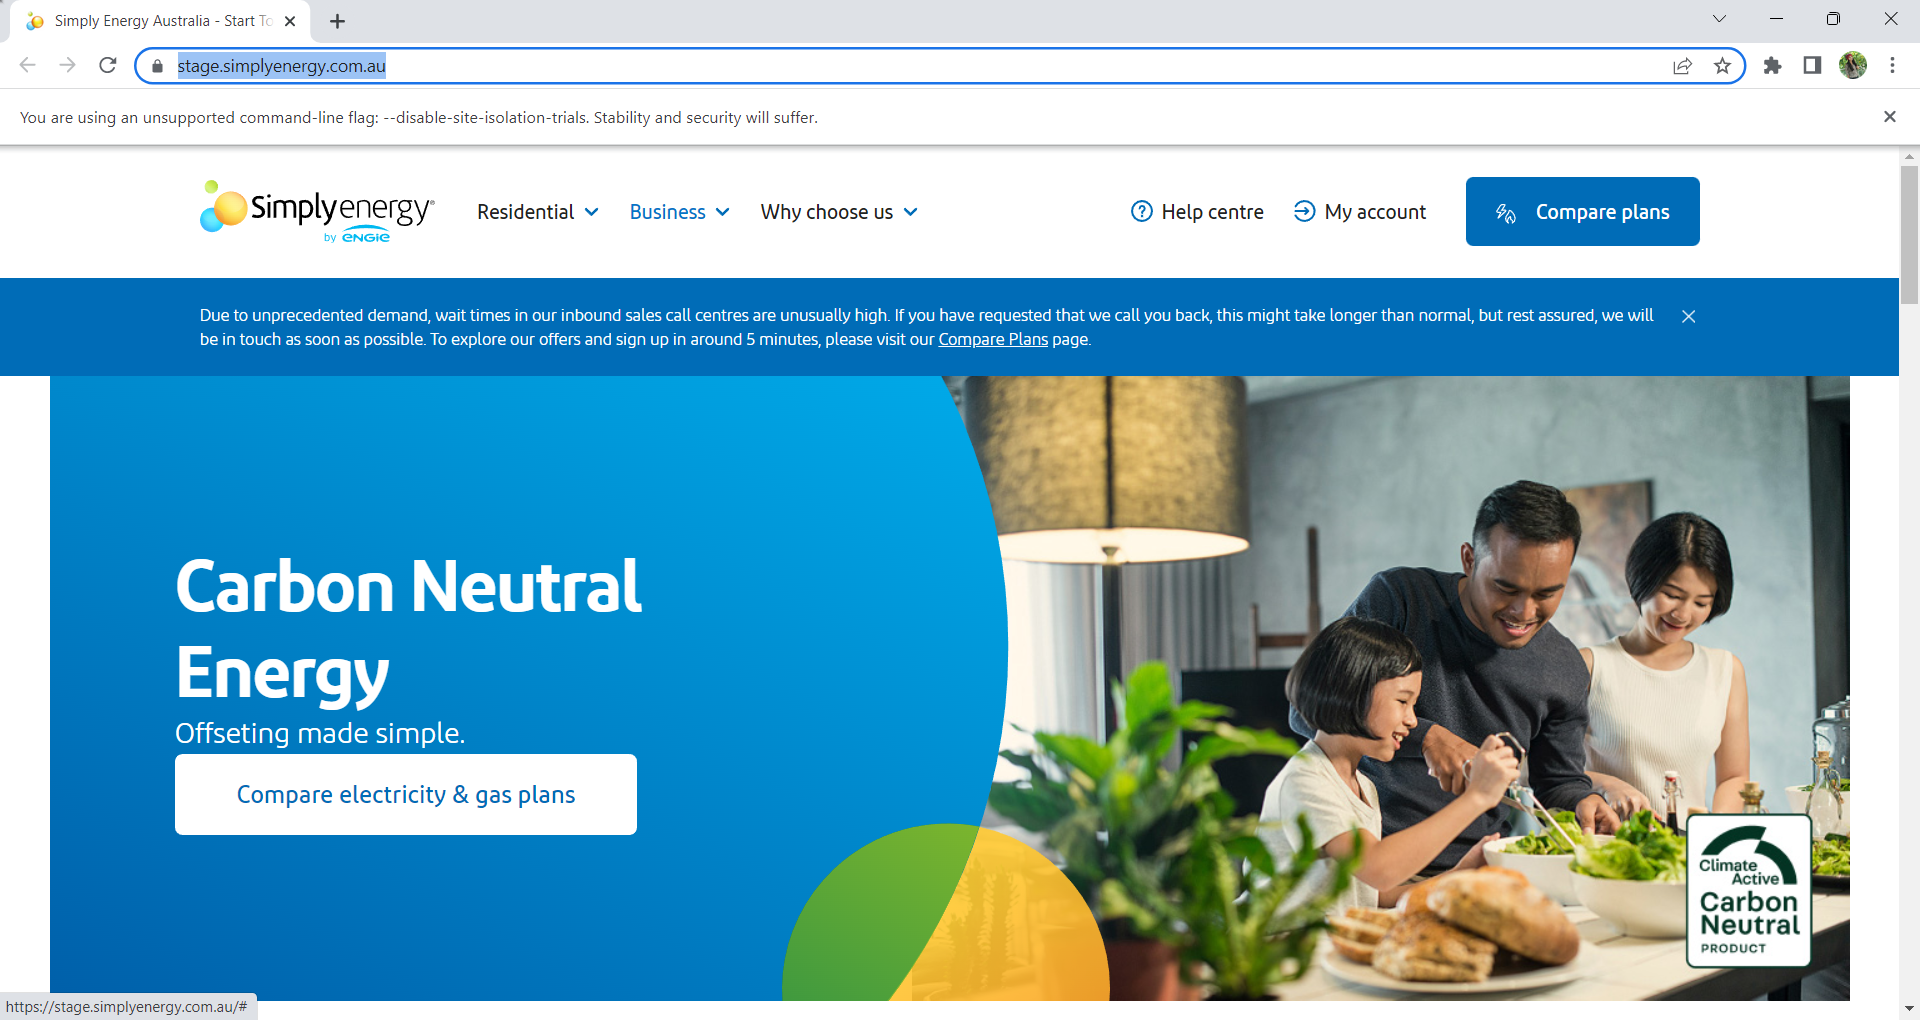 Simply Energy Australia - Start To
stage.simplyenergy.com.au
You are using an unsupported command-line flag: --disable-site-isolation-trials. Stability and security will suffer.
Simplyenergy®
by ENGIE
Residential
Business
Why choose us
Help centre
My account
Compare plans
Due to unprecedented demand, wait times in our inbound sales call centres are unusually high. If you have requested that we call you back, this might take longer than normal, but rest assured, we will
be in touch as soon as possible. To explore our offers and sign up in around 5 minutes, please visit our Compare Plans page.
Carbon Neutral
Energy
Offseting made simple.
Compare electricity & gas plans
Climate
Active
Carbon
Neutral
PRODUCT
https://stage.simplyenergy.com.au/#